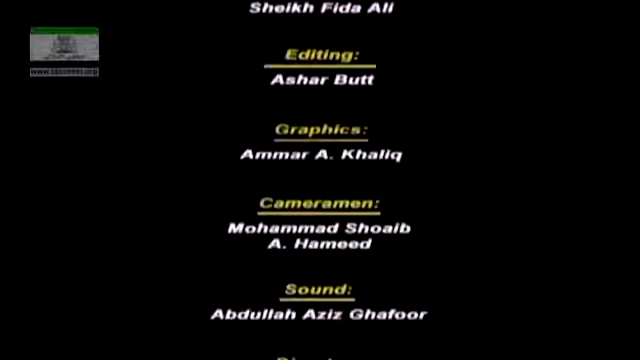 Sheikh Fida Ali
Editing:
Ashar Butt
Graphics:
Ammar A. Khaliq
Cameramen:
Mohammad Shoaib
A. Hameed
Sound:
Abdullah Aziz Ghafoor